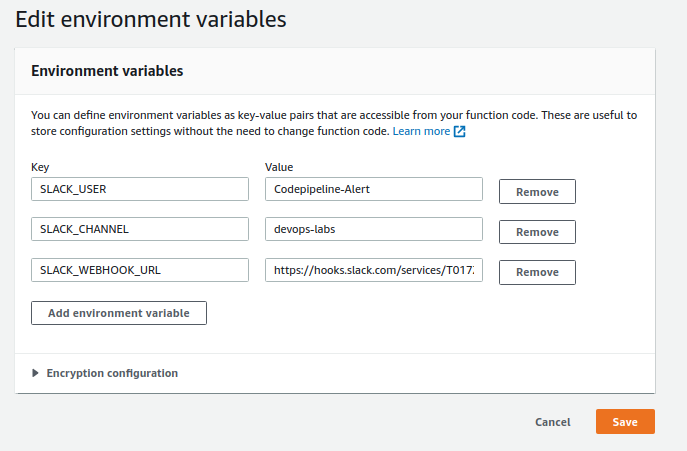 Edit environment variables
Environment variables
You can define environment variables as key-value pairs that are accessible from your function code. These are useful to
store configuration settings without the need to change function code. Learn more
Key Value
SLACK_USER Codepipeline-Alert Remove
SLACK_CHANNEL devops-labs Remove
SLACK_WEBHOOK_URL https://hooks.slack.com/services/T017 Remove
Add environment variable
Encryption configuration
Cancel Save